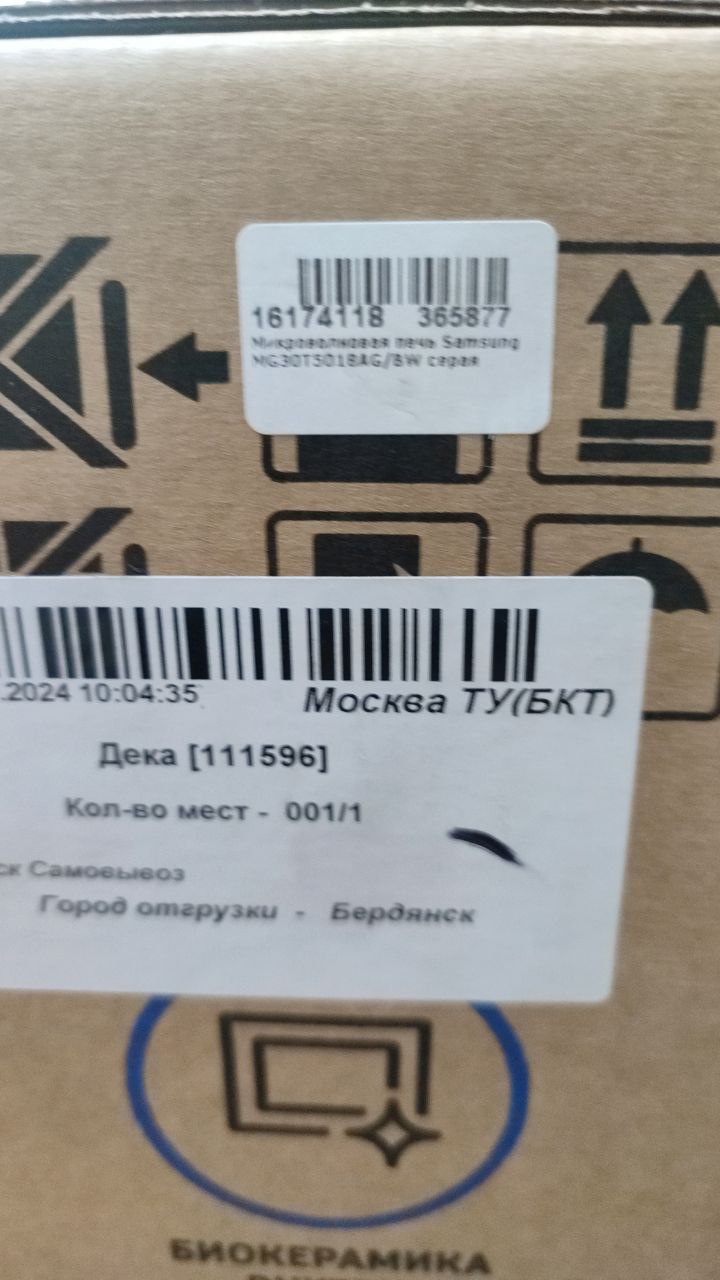 16174118 365877
Микроволновая печь Samsung
MG30T5018AG/BW серая
.2024 10:04:35
Москва ТУ(БКТ)
Дека [111596]
Кол-во мест - 001/1
ск Самовывоз
Город отгрузки - Бердянск
БИОКЕРАМИКА